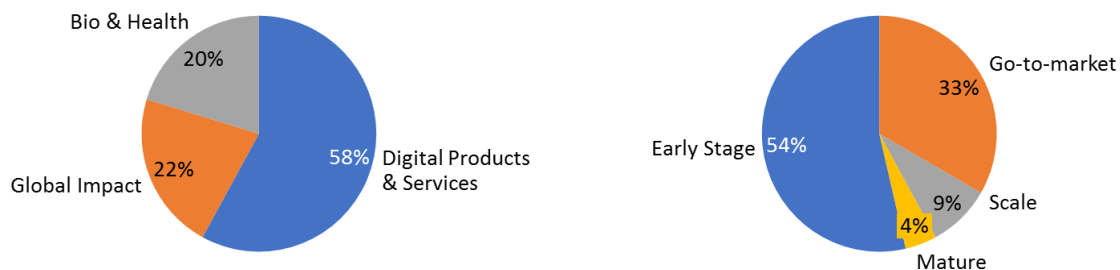 Bio & Health
20%
Global Impact
22%
58%
Digital Products
& Services
Go-to-market
33%
Early Stage
54%
Scale
9%
4%
Mature